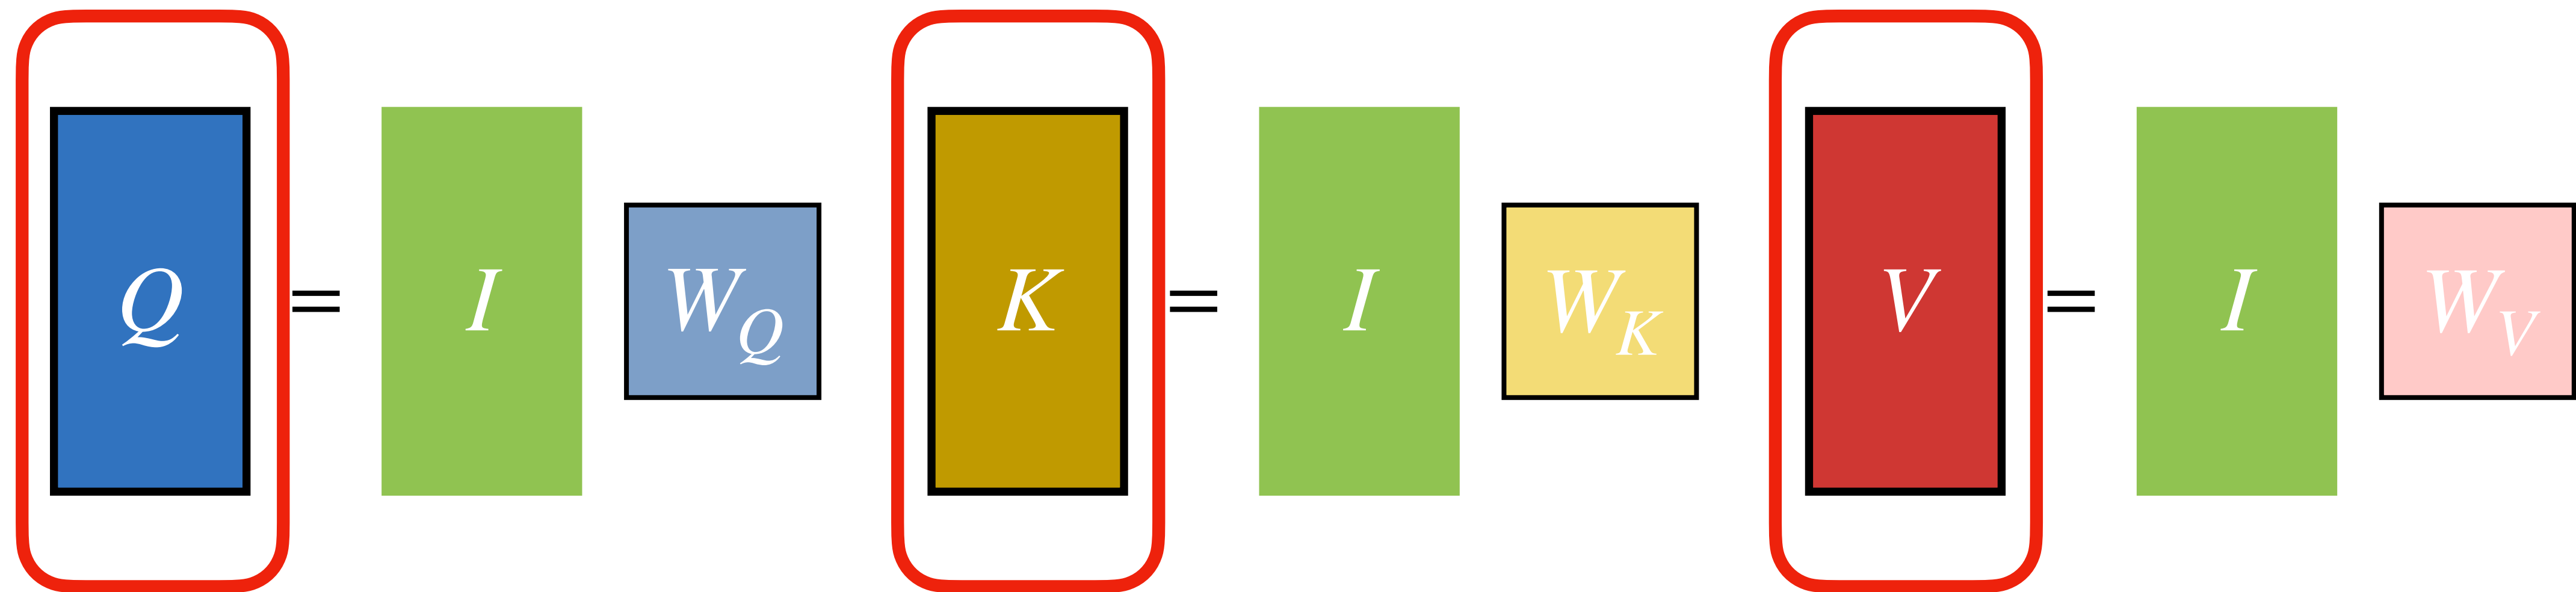 Q = I W_Q K = I W_K V = I W_V